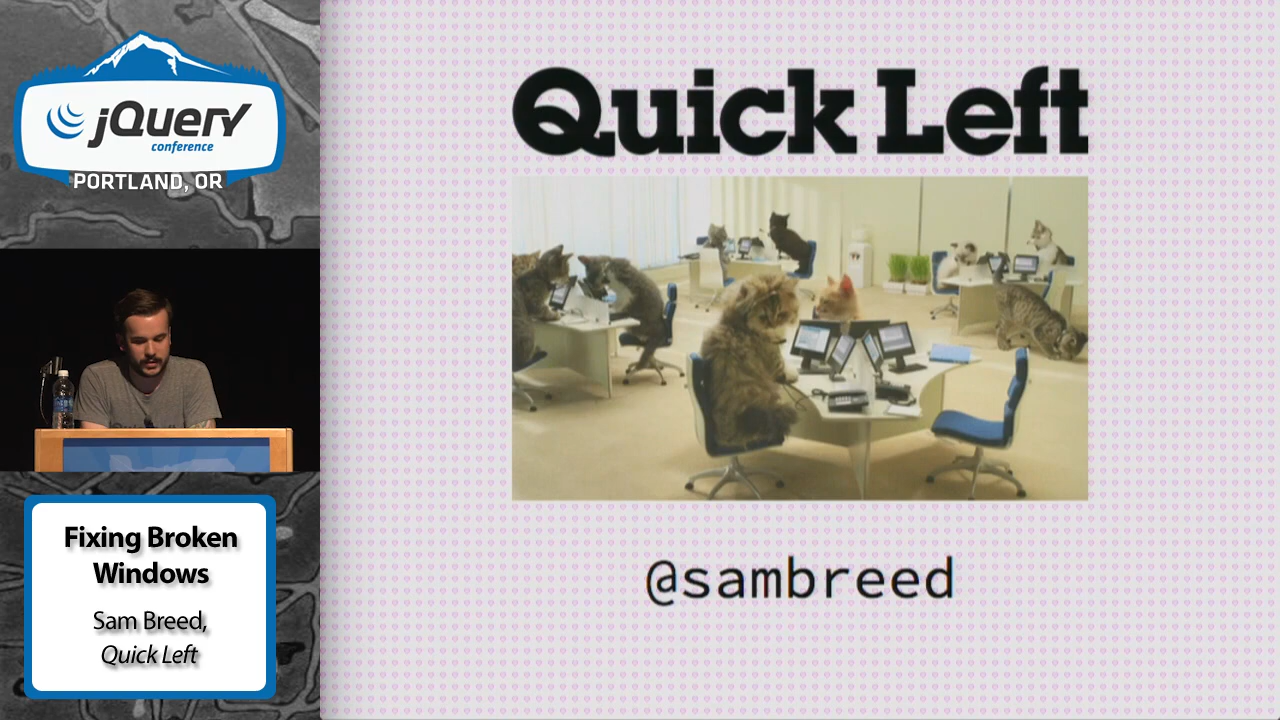 jQuery
conference
PORTLAND, OR
Fixing Broken
Windows
Sam Breed,
Quick Left
Quick Left
@sambreed